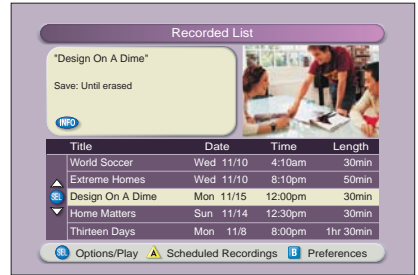 Recorded List
"Design On A Dime"
Save: Until erased
INFO
Title Date Time Length
World Soccer Wed 11/10 4:10am 30min
Extreme Homes Wed 11/10 8:10pm 50min
SEL Design On A Dime Mon 11/15 12:00pm 30min
Home Matters Sun 11/14 12:30pm 30min
Thirteen Days Mon 11/8 8:00pm 1hr 30min
SEL Options/Play A Scheduled Recordings B Preferences